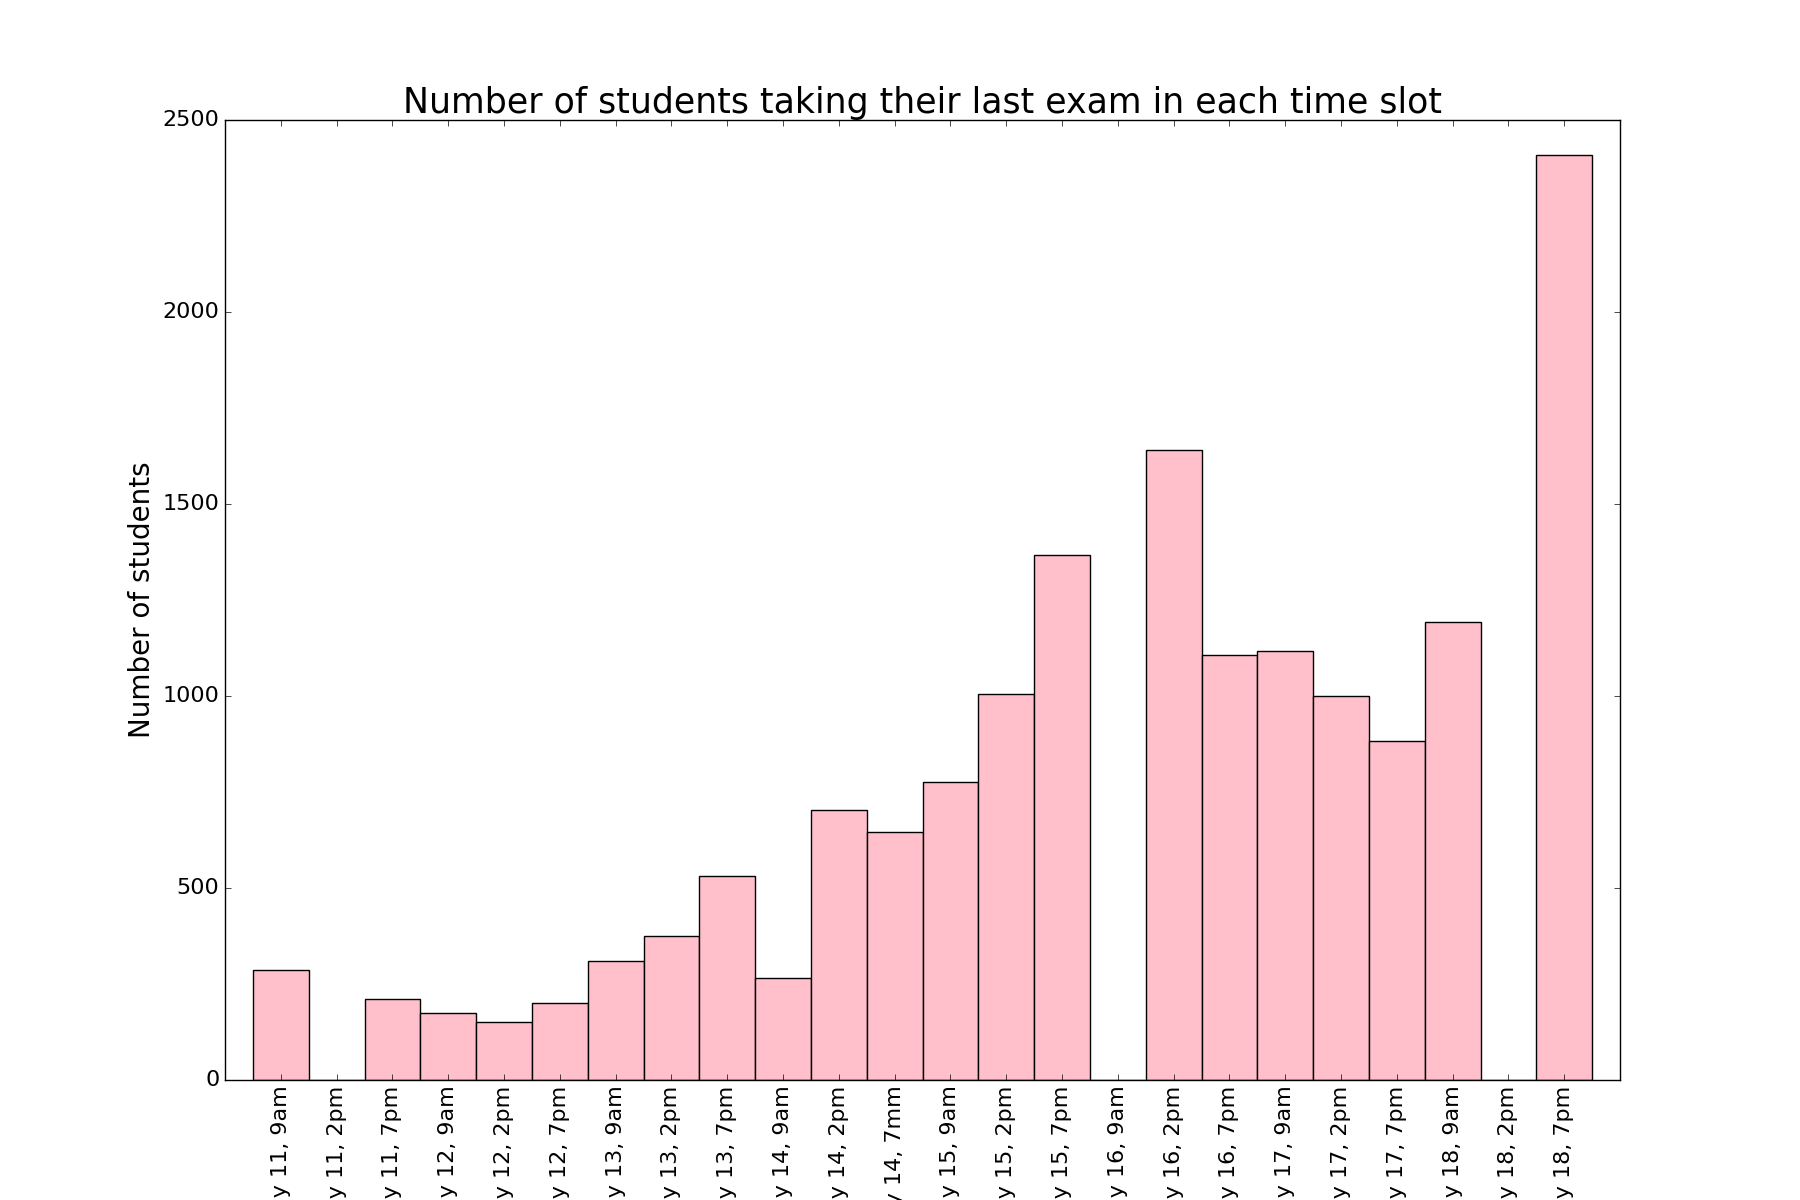 Number of students taking their last exam in each time slot
Number of students
2500
2000
1500
1000
500
0
y 11, 9am
y 11, 2pm
y 11, 7pm
y 12, 9am
y 12, 2pm
y 12, 7pm
y 13, 9am
y 13, 2pm
y 13, 7pm
y 14, 9am
y 14, 2pm
y 14, 7mm
y 15, 9am
y 15, 2pm
y 15, 7pm
y 16, 9am
y 16, 2pm
y 16, 7pm
y 17, 9am
y 17, 2pm
y 17, 7pm
y 18, 9am
y 18, 2pm
y 18, 7pm